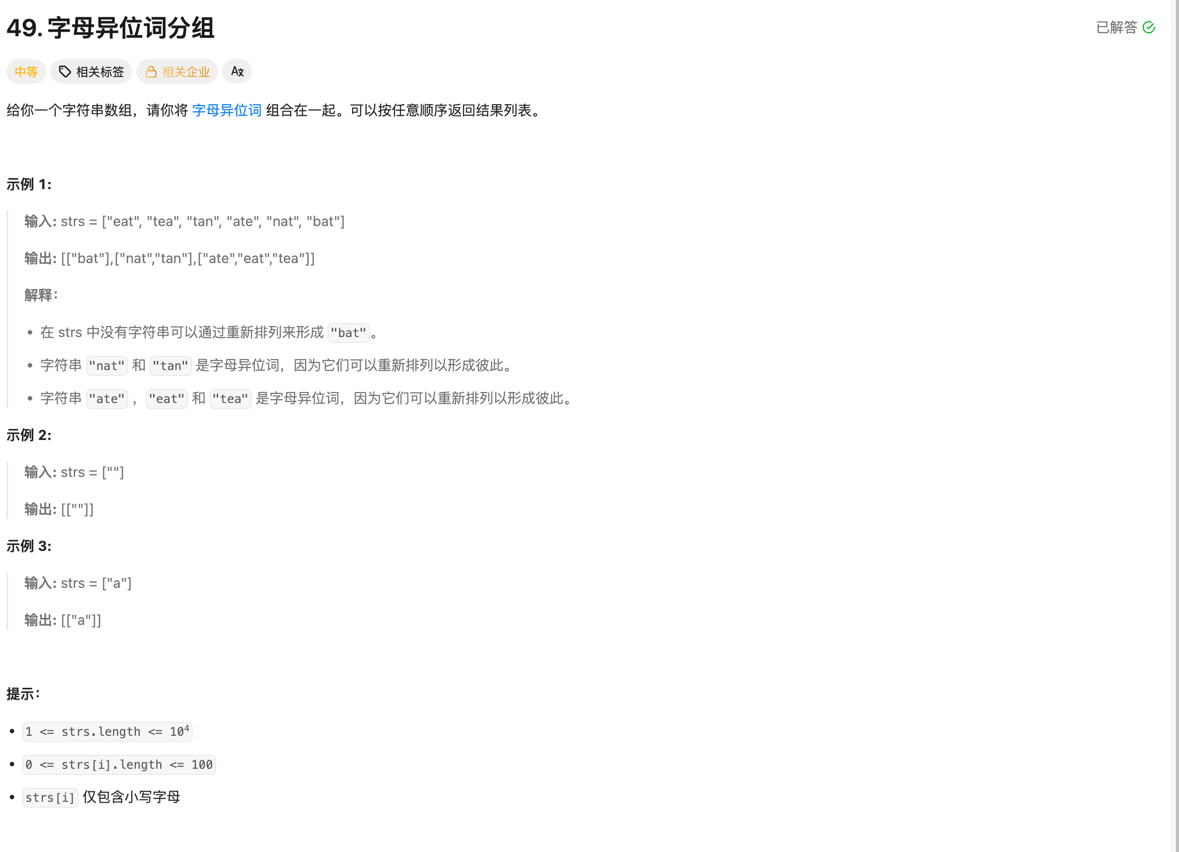 49. 字母异位词分组
已解答
中等
相关标签
相关企业
给你一个字符串数组，请你将 字母异位词 组合在一起。可以按任意顺序返回结果列表。
示例 1:
输入: strs = ["eat", "tea", "tan", "ate", "nat", "bat"]
输出: [["bat"],["nat","tan"],["ate","eat","tea"]]
解释：
• 在 strs 中没有字符串可以通过重新排列来形成 "bat"。
• 字符串 "nat" 和 "tan" 是字母异位词，因为它们可以重新排列以形成彼此。
• 字符串 "ate" ，"eat" 和 "tea" 是字母异位词，因为它们可以重新排列以形成彼此。
示例 2:
输入: strs = [""]
输出: [[""]]
示例 3:
输入: strs = ["a"]
输出: [["a"]]
提示：
• 1 <= strs.length <= 10⁴
• 0 <= strs[i].length <= 100
• strs[i] 仅包含小写字母